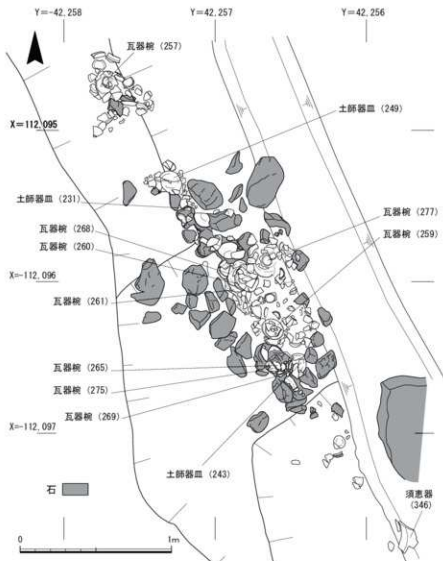 Y=-42.258
Y=42.257
Y=42.256
瓦器椀 (257)
X=112.095
土師器皿 (249)
土師器皿 (231)
瓦器椀 (268)
瓦器椀 (260)
瓦器椀 (277)
瓦器椀 (259)
X=-112.096
瓦器椀 (261)
瓦器椀 (265)
瓦器椀 (275)
瓦器椀 (269)
X=-112.097
土師器皿 (243)
石
須恵器
(346)
0 1m